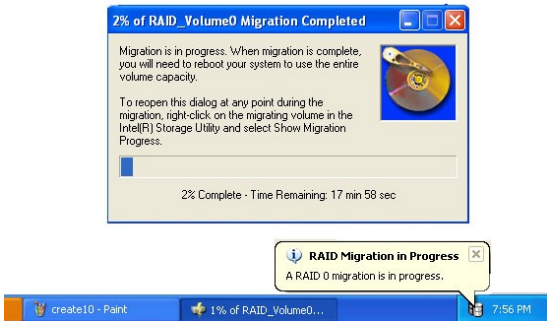 2% of RAID_Volume0 Migration Completed
Migration is in progress. When migration is complete,
you will need to reboot your system to use the entire
volume capacity.
To reopen this dialog at any point during the
migration, right-click on the migrating volume in the
Intel(R) Storage Utility and select Show Migration
Progress.
2% Complete - Time Remaining: 17 min 58 sec
RAID Migration in Progress
A RAID 0 migration is in progress.
create10 - Paint
1% of RAID_Volume0...
7:56 PM